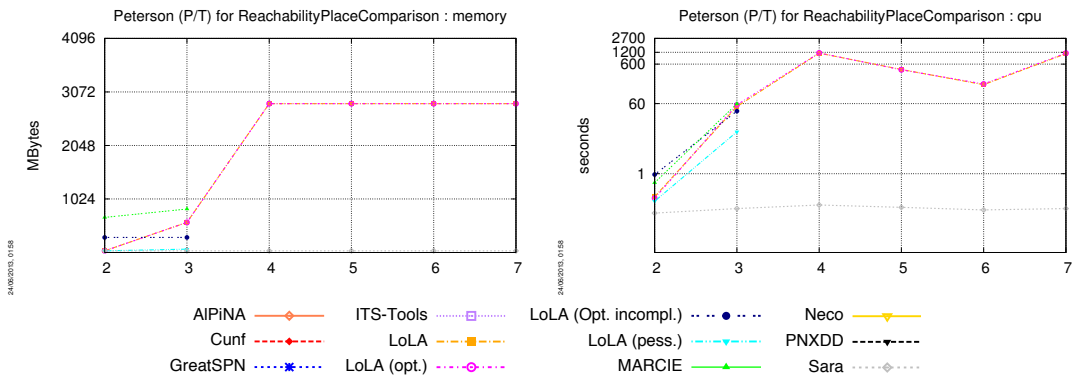 Peterson (P/T) for ReachabilityPlaceComparison : memory
4096
3072
2048
1024
MBytes
2 3 4 5 6 7
24/06/2013, 01:58
Peterson (P/T) for ReachabilityPlaceComparison : cpu
2700
1200
600
60
1
seconds
2 3 4 5 6 7
24/06/2013, 01:58
AlPiNA ITS-Tools LoLA (Opt. incompl.) Neco
Cunf LoLA LoLA (pess.) PNXDD
GreatSPN LoLA (opt.) MARCIE Sara